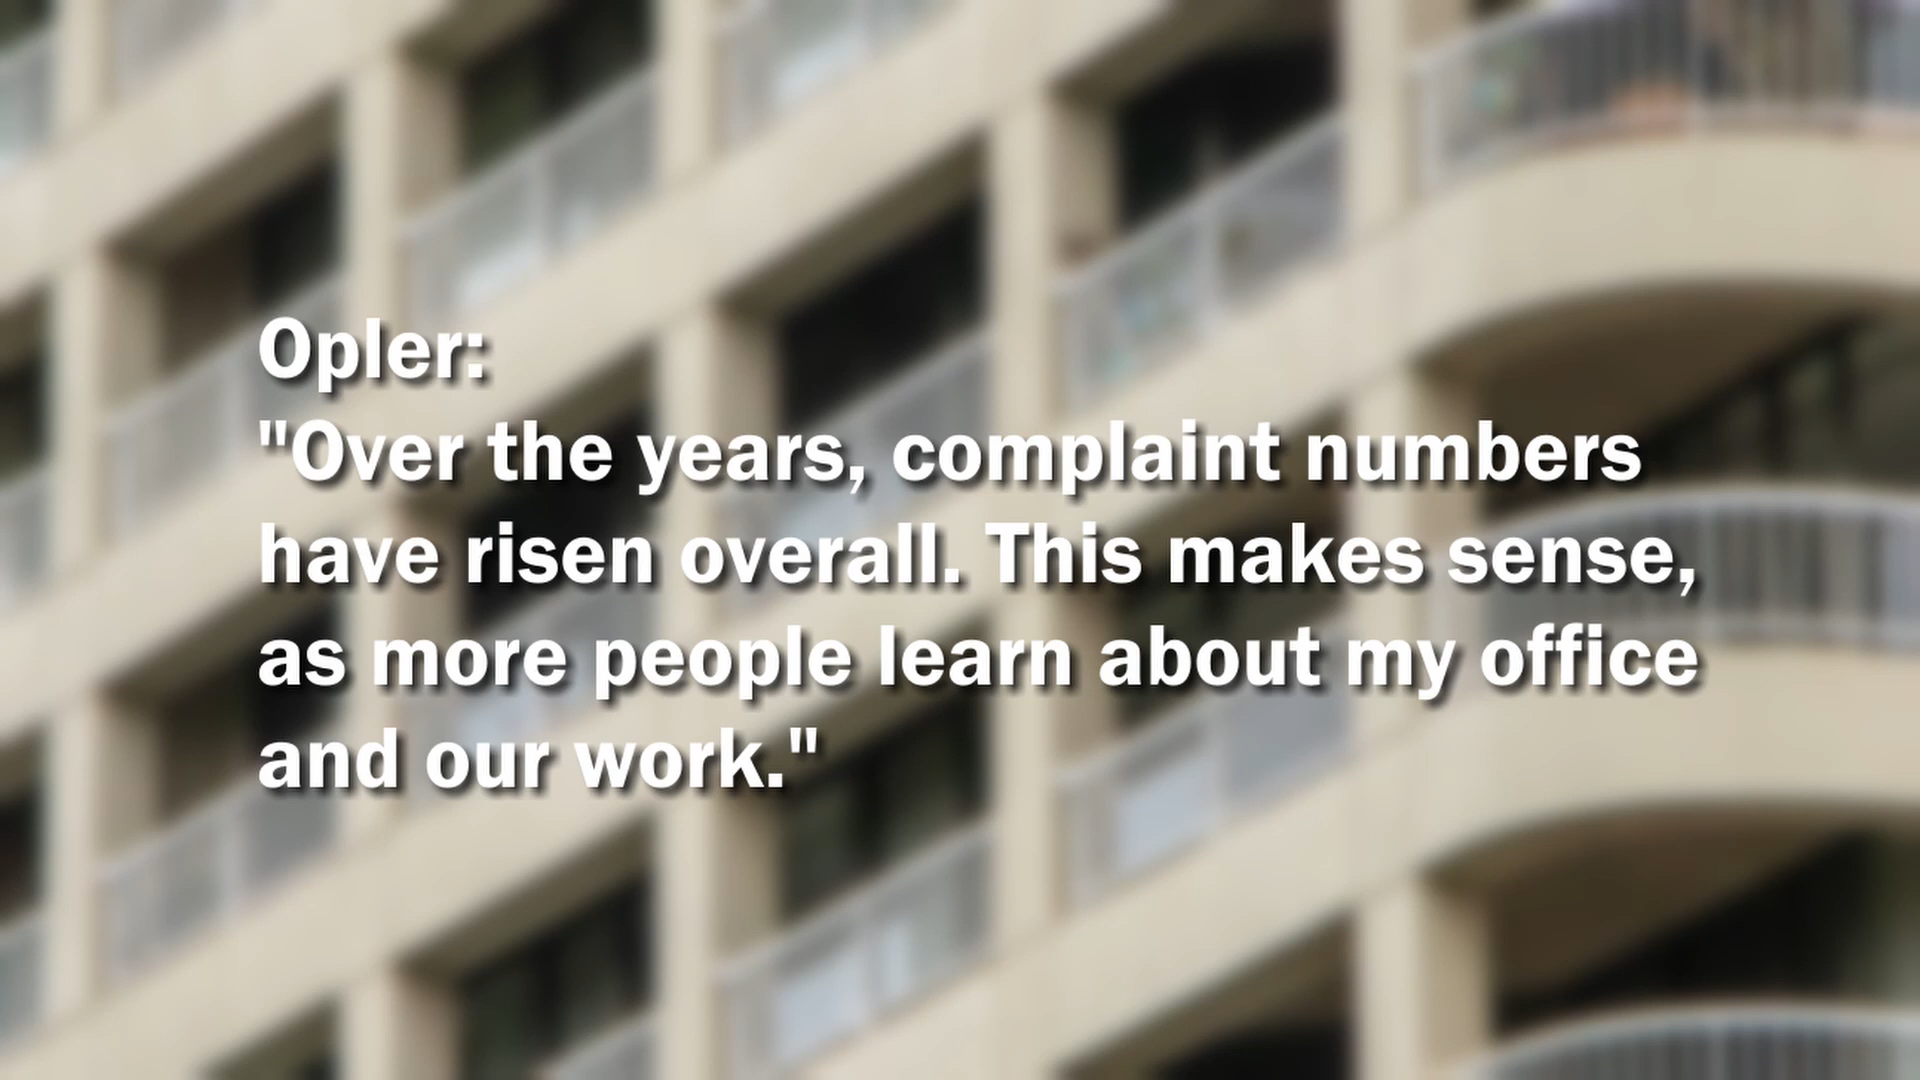 Opler:
"Over the years, complaint numbers
have risen overall. This makes sense,
as more people learn about my office
and our work."